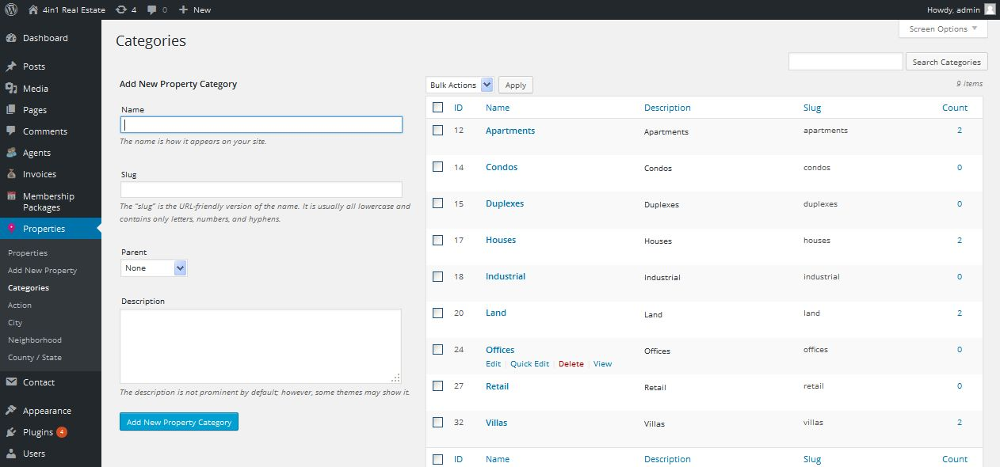 4in1 Real Estate 4 0 New Howdy, admin
Screen Options
Dashboard
Posts
Media
Pages
Comments
Agents
Invoices
Membership
Packages
Properties
Properties
Add New Property
Categories
Action
City
Neighborhood
County / State
Contact
Appearance
Plugins 4
Users
Categories
Search Categories
Add New Property Category
Name
The name is how it appears on your site.
Slug
The "slug" is the URL-friendly version of the name. It is usually all lowercase and
contains only letters, numbers, and hyphens.
Parent
None
Description
The description is not prominent by default; however, some themes may show it.
Add New Property Category
Bulk Actions Apply
9 items
ID Name Description Slug Count
12 Apartments Apartments apartments 2
14 Condos Condos condos 0
15 Duplexes Duplexes duplexes 0
17 Houses Houses houses 2
18 Industrial Industrial industrial 0
20 Land Land land 2
24 Offices Offices offices 0
Edit | Quick Edit | Delete | View
27 Retail Retail retail 0
32 Villas Villas villas 2
ID Name Description Slug Count